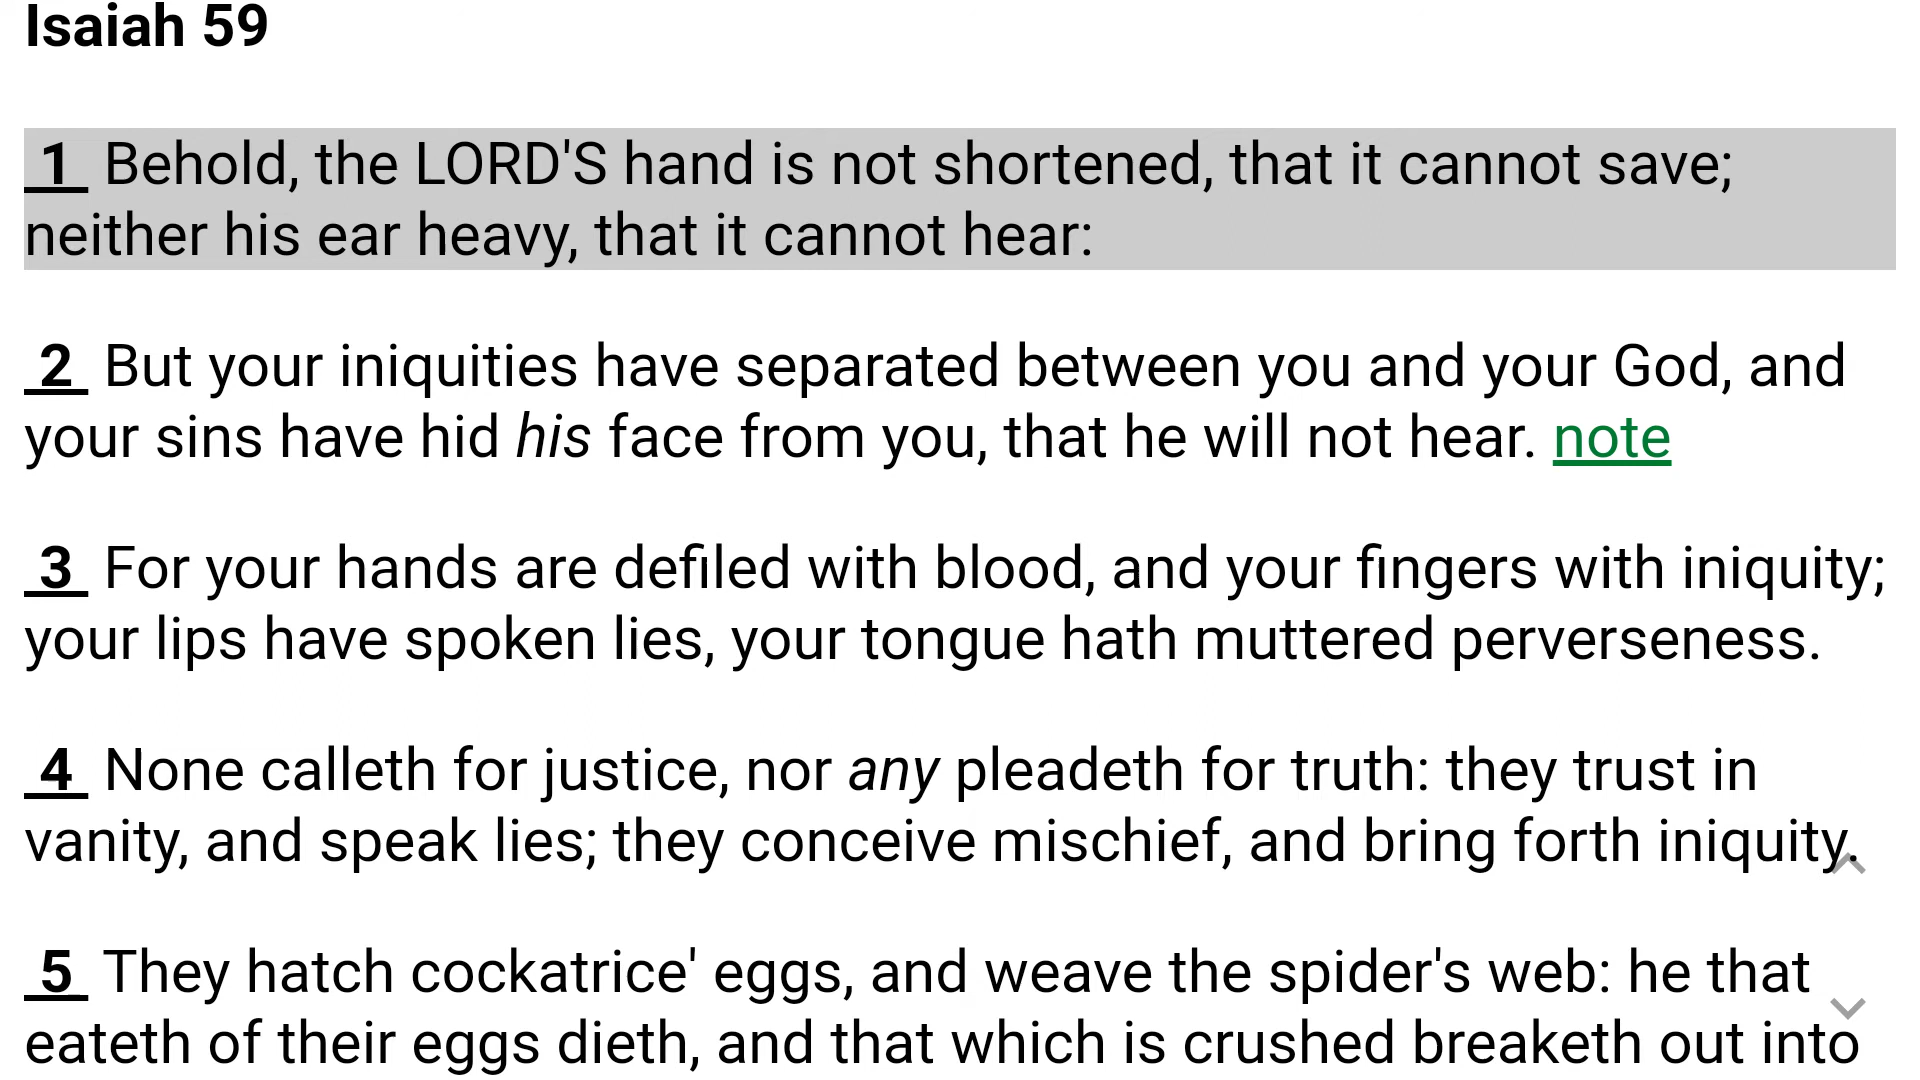 Isaiah 59
1 Behold, the LORD'S hand is not shortened, that it cannot save;
neither his ear heavy, that it cannot hear:
2 But your iniquities have separated between you and your God, and
your sins have hid his face from you, that he will not hear. note
3 For your hands are defiled with blood, and your fingers with iniquity;
your lips have spoken lies, your tongue hath muttered perverseness.
4 None calleth for justice, nor any pleadeth for truth: they trust in
vanity, and speak lies; they conceive mischief, and bring forth iniquity.
5 They hatch cockatrice' eggs, and weave the spider's web: he that
eateth of their eggs dieth, and that which is crushed breaketh out into